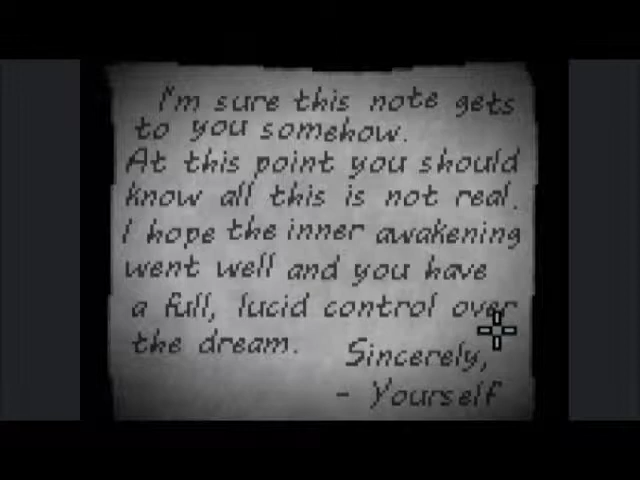 I'm sure this note gets
to you somehow.
At this point you should
know all this is not real.
I hope the inner awakening
went well and you have
a full, lucid control over
the dream.
Sincerely,
- Yourself